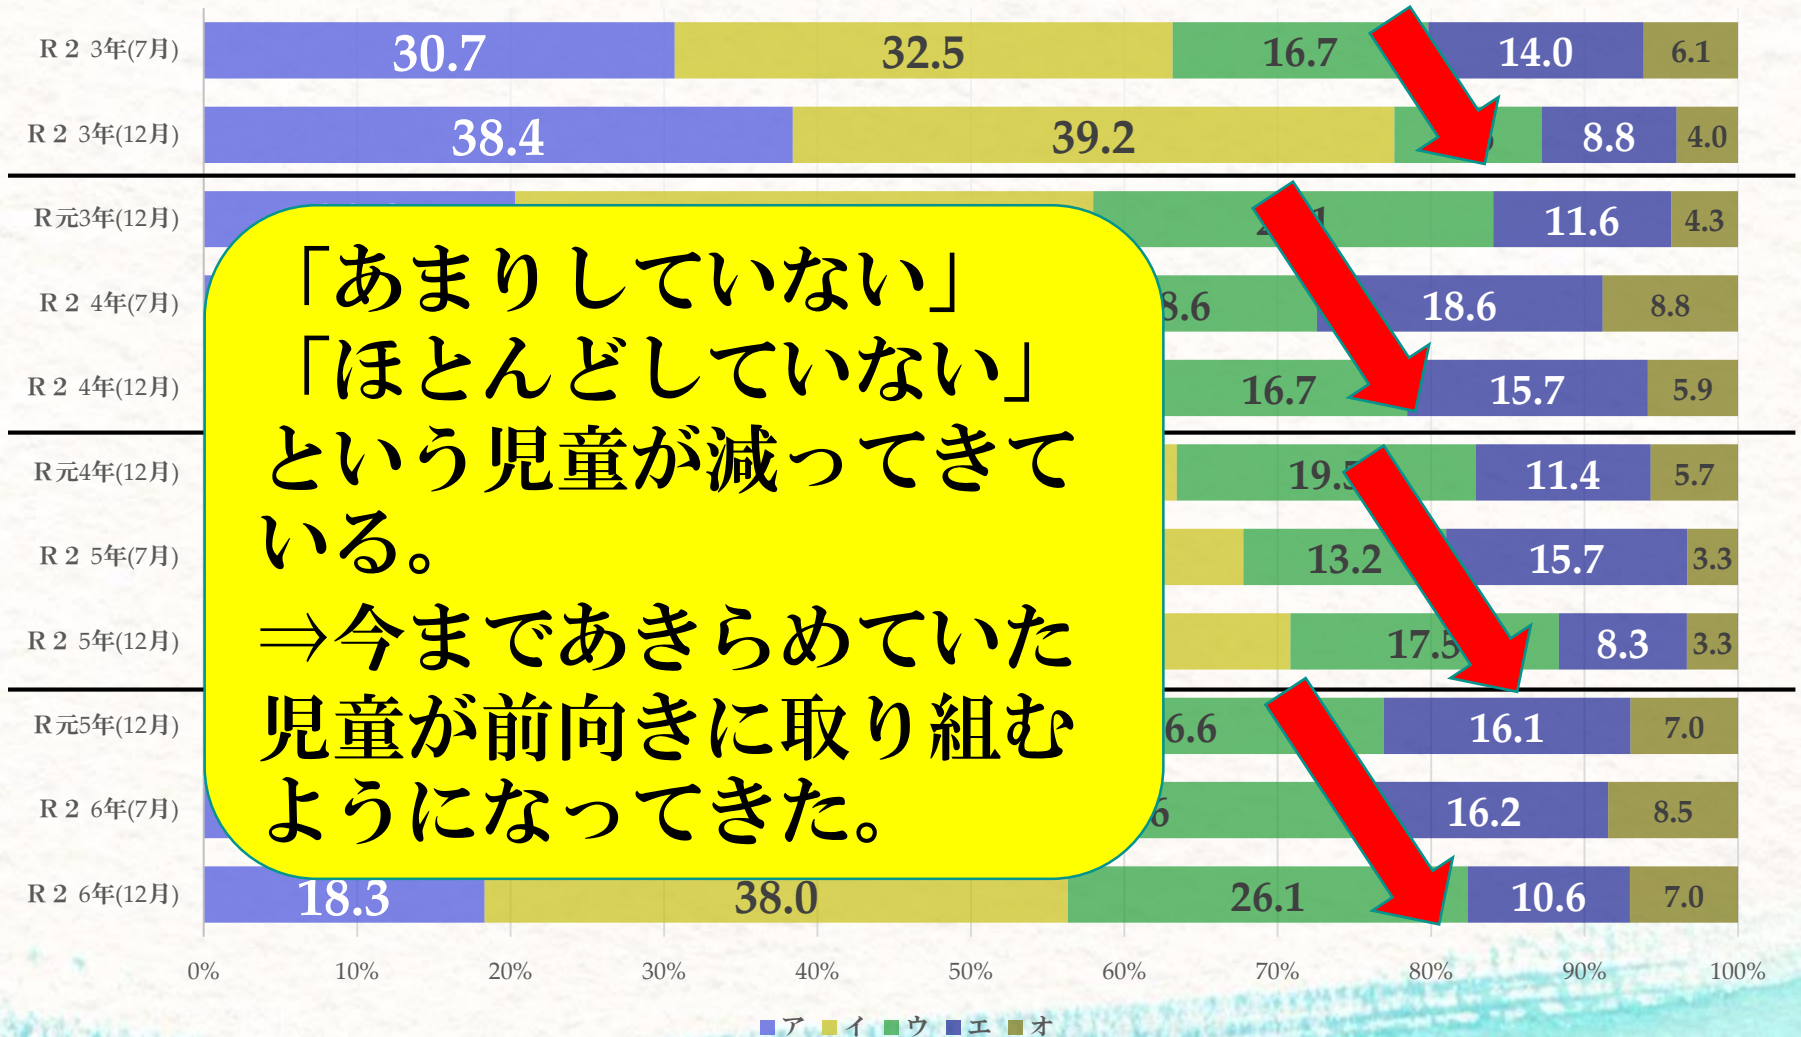 R２ 3年(7月) 30.7 32.5 16.7 14.0 6.1
R２ 3年(12月) 38.4 39.2 8.8 4.0
R元3年(12月) 11.6 4.3
R２ 4年(7月) 18.6 8.8
R２ 4年(12月) 16.7 15.7 5.9
R元4年(12月) 11.4 5.7
R２ 5年(7月) 13.2 15.7 3.3
R２ 5年(12月) 17.5 8.3 3.3
R元5年(12月) 16.1 7.0
R２ 6年(7月) 16.2 8.5
R２ 6年(12月) 18.3 38.0 26.1 10.6 7.0
「あまりしていない」
「ほとんどしていない」
という児童が減ってきて
いる。
⇒今まであきらめていた
児童が前向きに取り組む
ようになってきた。
0% 10% 20% 30% 40% 50% 60% 70% 80% 90% 100%
ア イ ウ エ オ